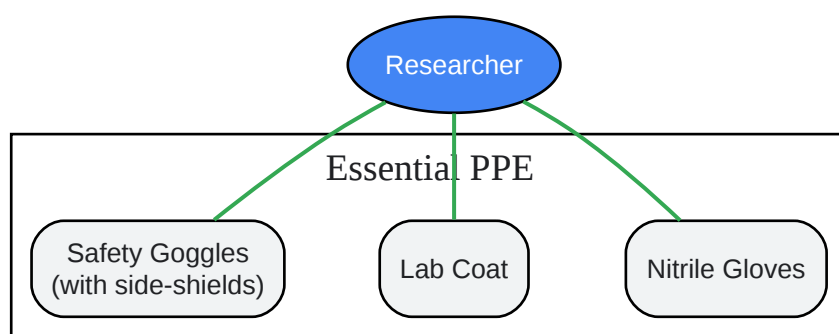 Researcher
Essential PPE
Safety Goggles
(with side-shields)
Lab Coat
Nitrile Gloves